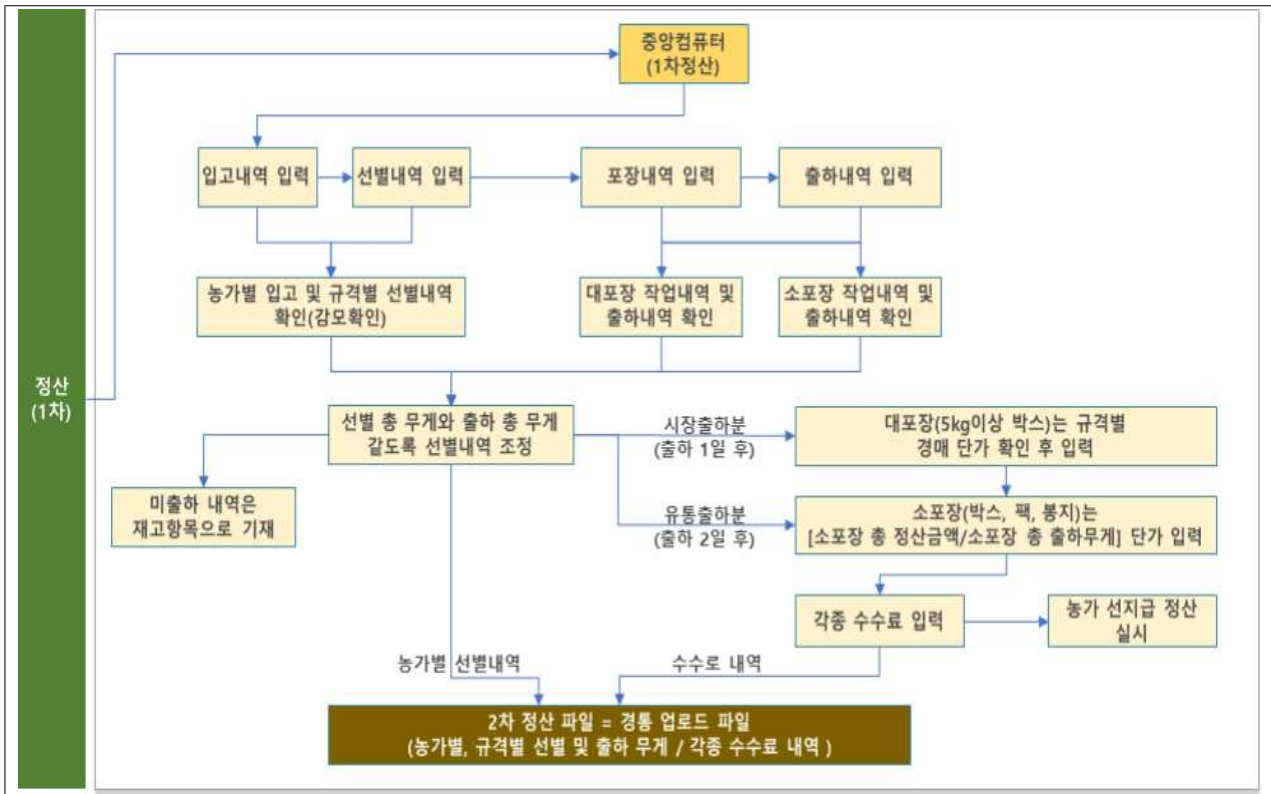 정산
(1차)
중앙컴퓨터
(1차정산)
입고내역 입력
선별내역 입력
포장내역 입력
출하내역 입력
농가별 입고 및 규격별 선별내역
확인(감모확인)
대포장 작업내역 및
출하내역 확인
소포장 작업내역 및
출하내역 확인
선별 총 무게와 출하 총 무게
같도록 선별내역 조정
시장출하분
(출하 1일 후)
대포장(5kg이상 박스)는 규격별
경매 단가 확인 후 입력
미출하 내역은
재고항목으로 기재
유통출하분
(출하 2일 후)
소포장(박스, 팩, 봉지)는
[소포장 총 정산금액/소포장 총 출하무게] 단가 입력
각종 수수료 입력
농가 선지급 정산
실시
농가별 선별내역
수수로 내역
2차 정산 파일 = 경통 업로드 파일
(농가별, 규격별 선별 및 출하 무게 / 각종 수수료 내역 )